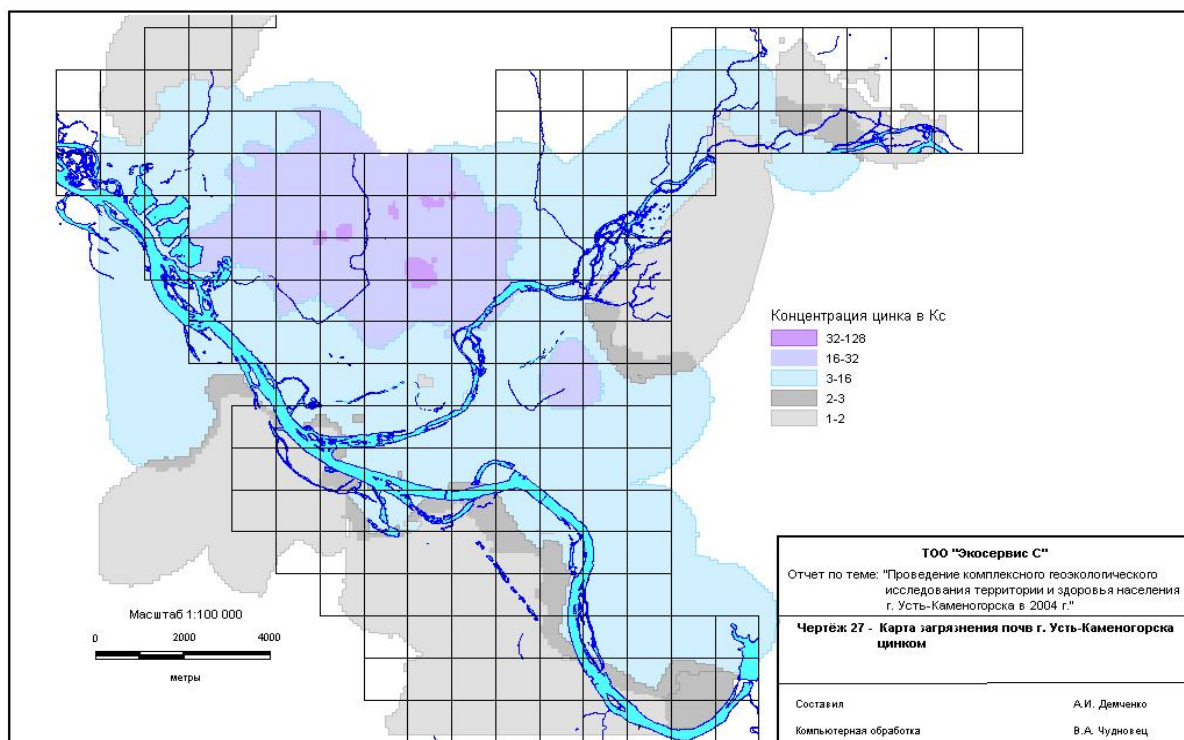 Концентрация цинка в Кс
32-128
16-32
3-16
2-3
1-2
Масштаб 1:100 000
0 2000 4000
метры
ТОО "Экосервис С"
Отчет по теме: "Проведение комплексного геоэкологического
исследования территории и здоровья населения
г. Усть-Каменогорска в 2004 г."
Чертёж 27 - Карта загрязнения почв г. Усть-Каменогорска
цинком
Составил А.И. Демченко
Компьютерная обработка В.А. Чудновец